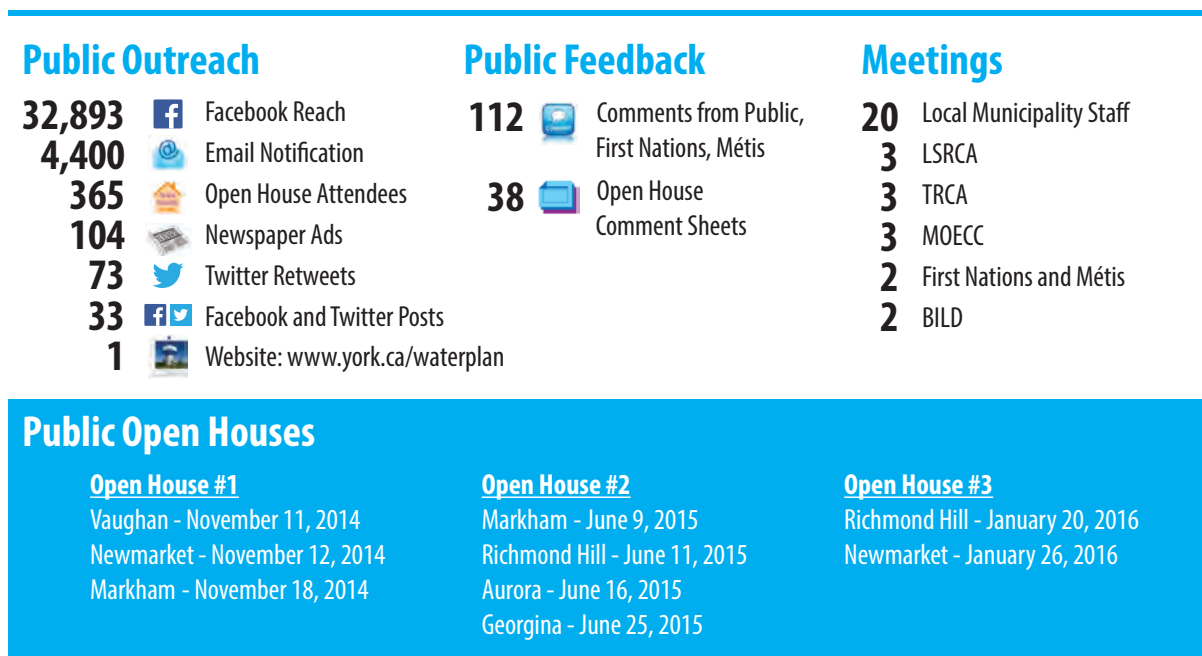 Public Outreach
32,893 Facebook Reach
4,400 Email Notification
365 Open House Attendees
104 Newspaper Ads
73 Twitter Retweets
33 Facebook and Twitter Posts
1 Website: www.york.ca/waterplan
Public Feedback
112 Comments from Public,
First Nations, Métis
38 Open House
Comment Sheets
Meetings
20 Local Municipality Staff
3 LSRCA
3 TRCA
3 MOECC
2 First Nations and Métis
2 BILD
Public Open Houses
Open House #1
Vaughan - November 11, 2014
Newmarket - November 12, 2014
Markham - November 18, 2014
Open House #2
Markham - June 9, 2015
Richmond Hill - June 11, 2015
Aurora - June 16, 2015
Georgina - June 25, 2015
Open House #3
Richmond Hill - January 20, 2016
Newmarket - January 26, 2016